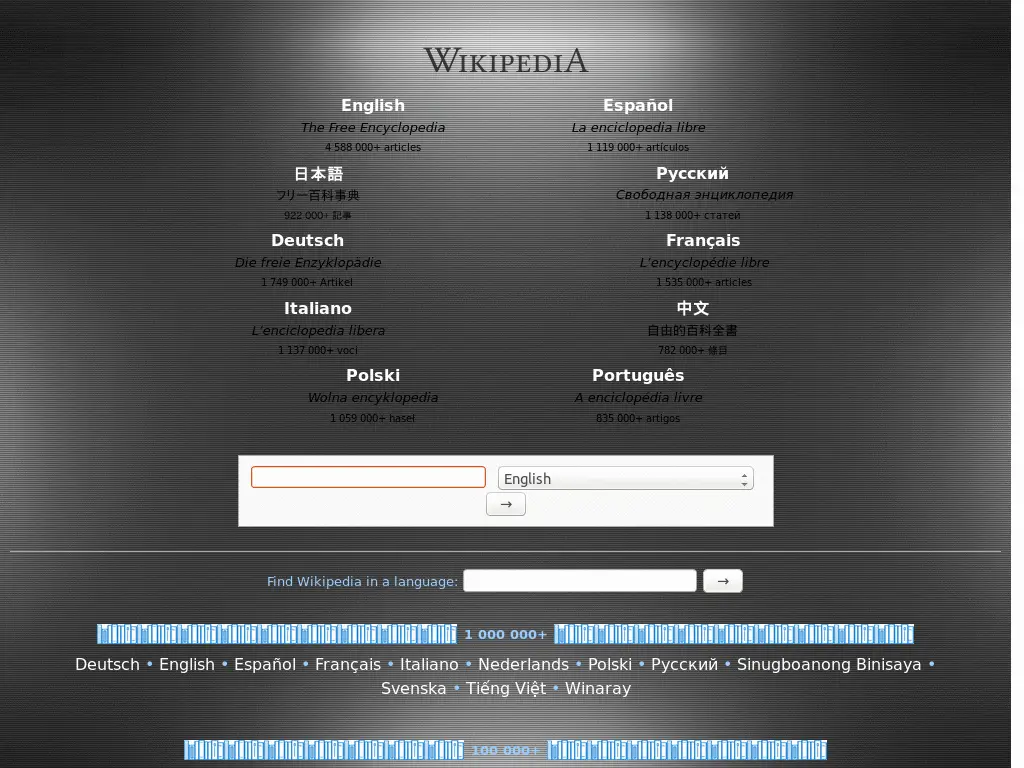 WIKIPEDIA
English
The Free Encyclopedia
4 588 000+ articles
Español
La enciclopedia libre
1 119 000+ artículos
日本語
フリー百科事典
922 000+ 記事
Русский
Свободная энциклопедия
1 138 000+ статей
Deutsch
Die freie Enzyklopädie
1 749 000+ Artikel
Français
L’encyclopédie libre
1 535 000+ articles
Italiano
L’enciclopedia libera
1 137 000+ voci
中文
自由的百科全書
782 000+ 條目
Polski
Wolna encyklopedia
1 059 000+ haseł
Português
A enciclopédia livre
835 000+ artigos
English
→
Find Wikipedia in a language: →
1 000 000+
Deutsch • English • Español • Français • Italiano • Nederlands • Polski • Русский • Sinugboanong Binisaya •
Svenska • Tiếng Việt • Winaray
100 000+